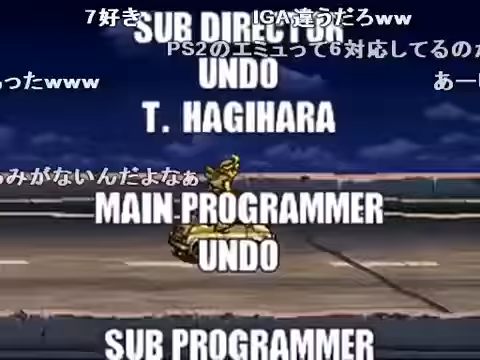 7好き
IGA違うだろww
SUB DIRECTOR
PS2のエミュって6対応してるのか
UNDO
ったwww
あー
T. HAGIHARA
みがないんだよなぁ
MAIN PROGRAMMER
UNDO
SUB PROGRAMMER